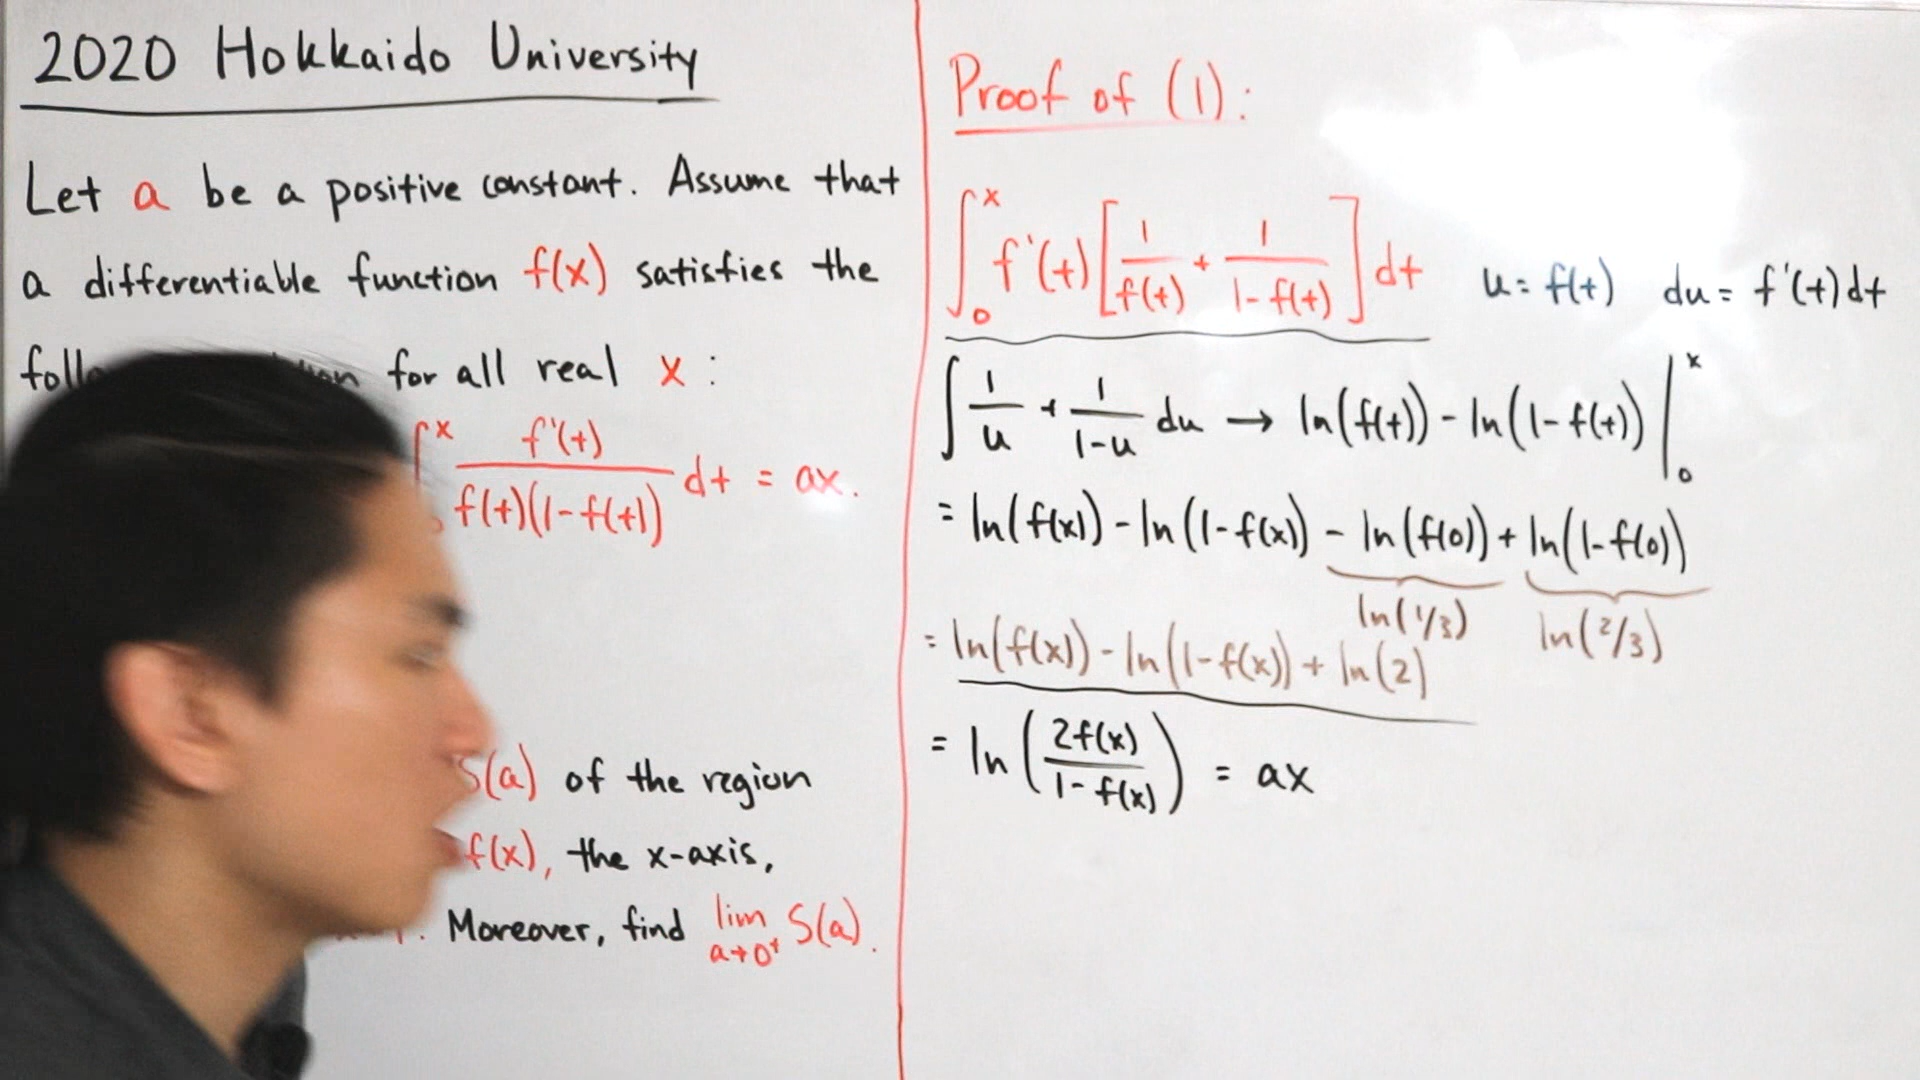 2020 Hokkaido University
Let a be a positive constant. Assume that
a differentiable function f(x) satisfies the
for all real x :
∫ x f'(t) / f(t)(1-f(t)) dt = ax.
S(a) of the region
f(x), the x-axis,
Moreover, find lim a→0⁺ S(a).
Proof of (1):
∫₀ˣ f'(t) [ 1/f(t) + 1/(1-f(t)) ] dt u = f(t) du = f'(t)dt
∫ 1/u + 1/(1-u) du → ln(f(t)) - ln(1-f(t)) |₀ˣ
= ln(f(x)) - ln(1-f(x)) - ln(f(0)) + ln(1-f(0))
ln(1/3) ln(2/3)
= ln(f(x)) - ln(1-f(x)) + ln(2)
= ln( 2f(x) / 1-f(x) ) = ax